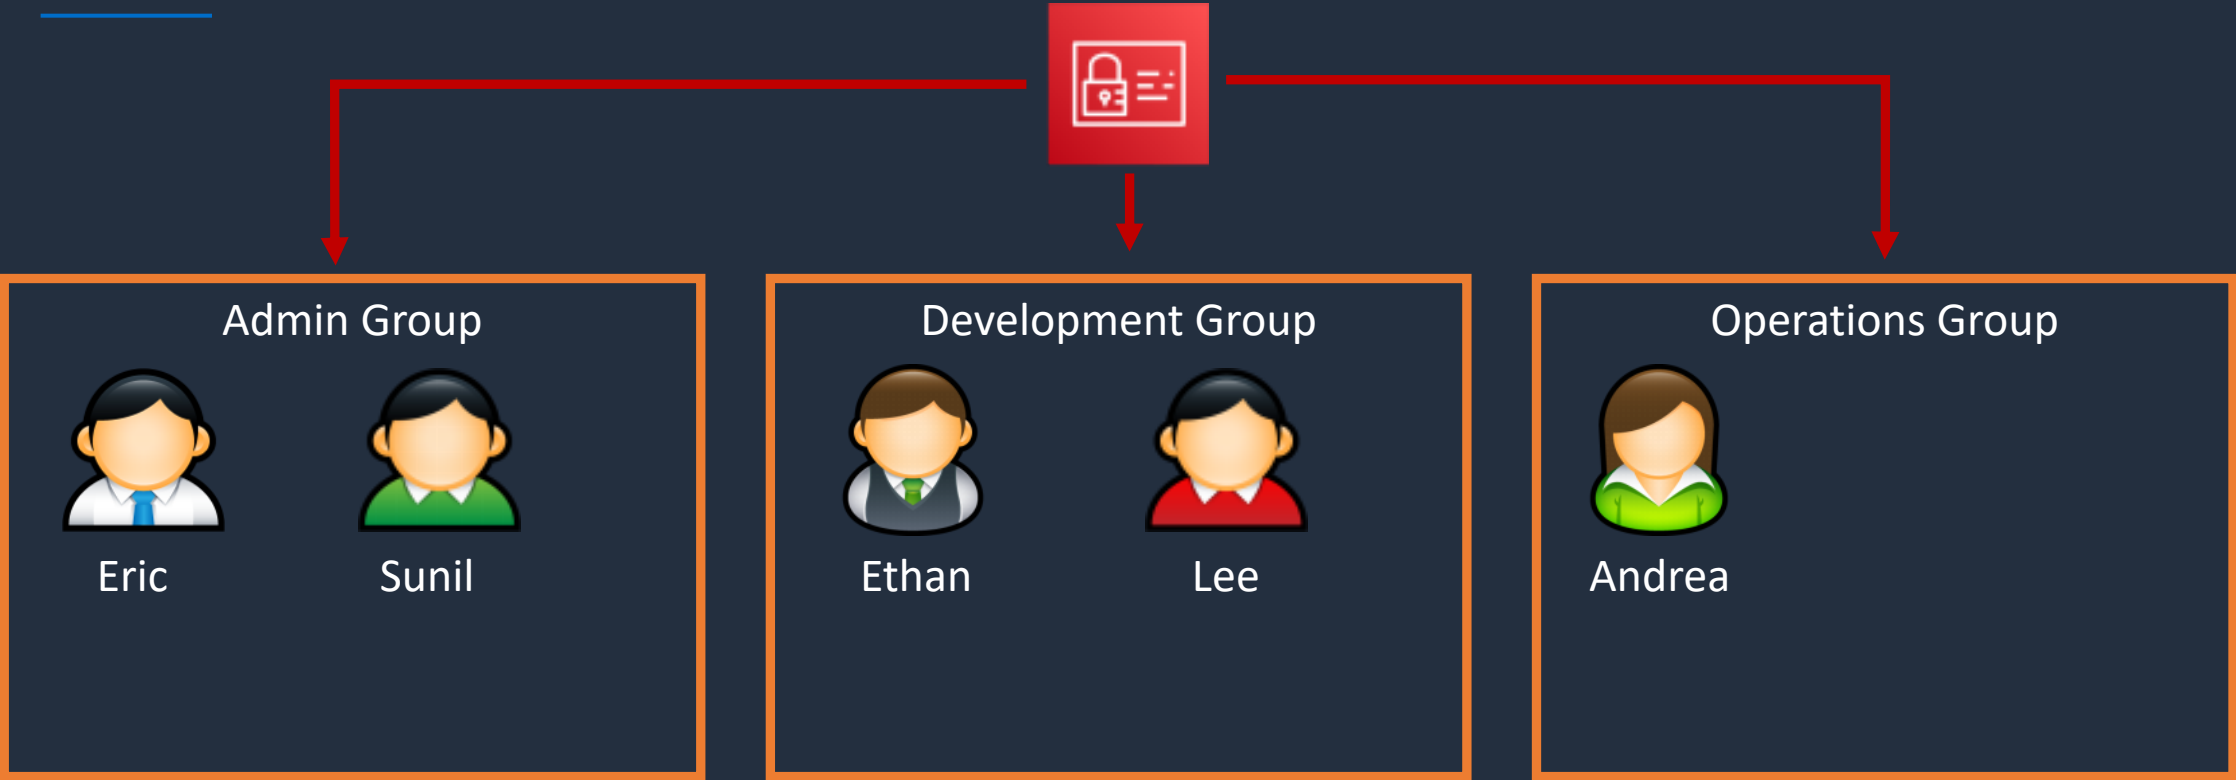 Admin Group
Development Group
Operations Group
Eric
Sunil
Ethan
Lee
Andrea